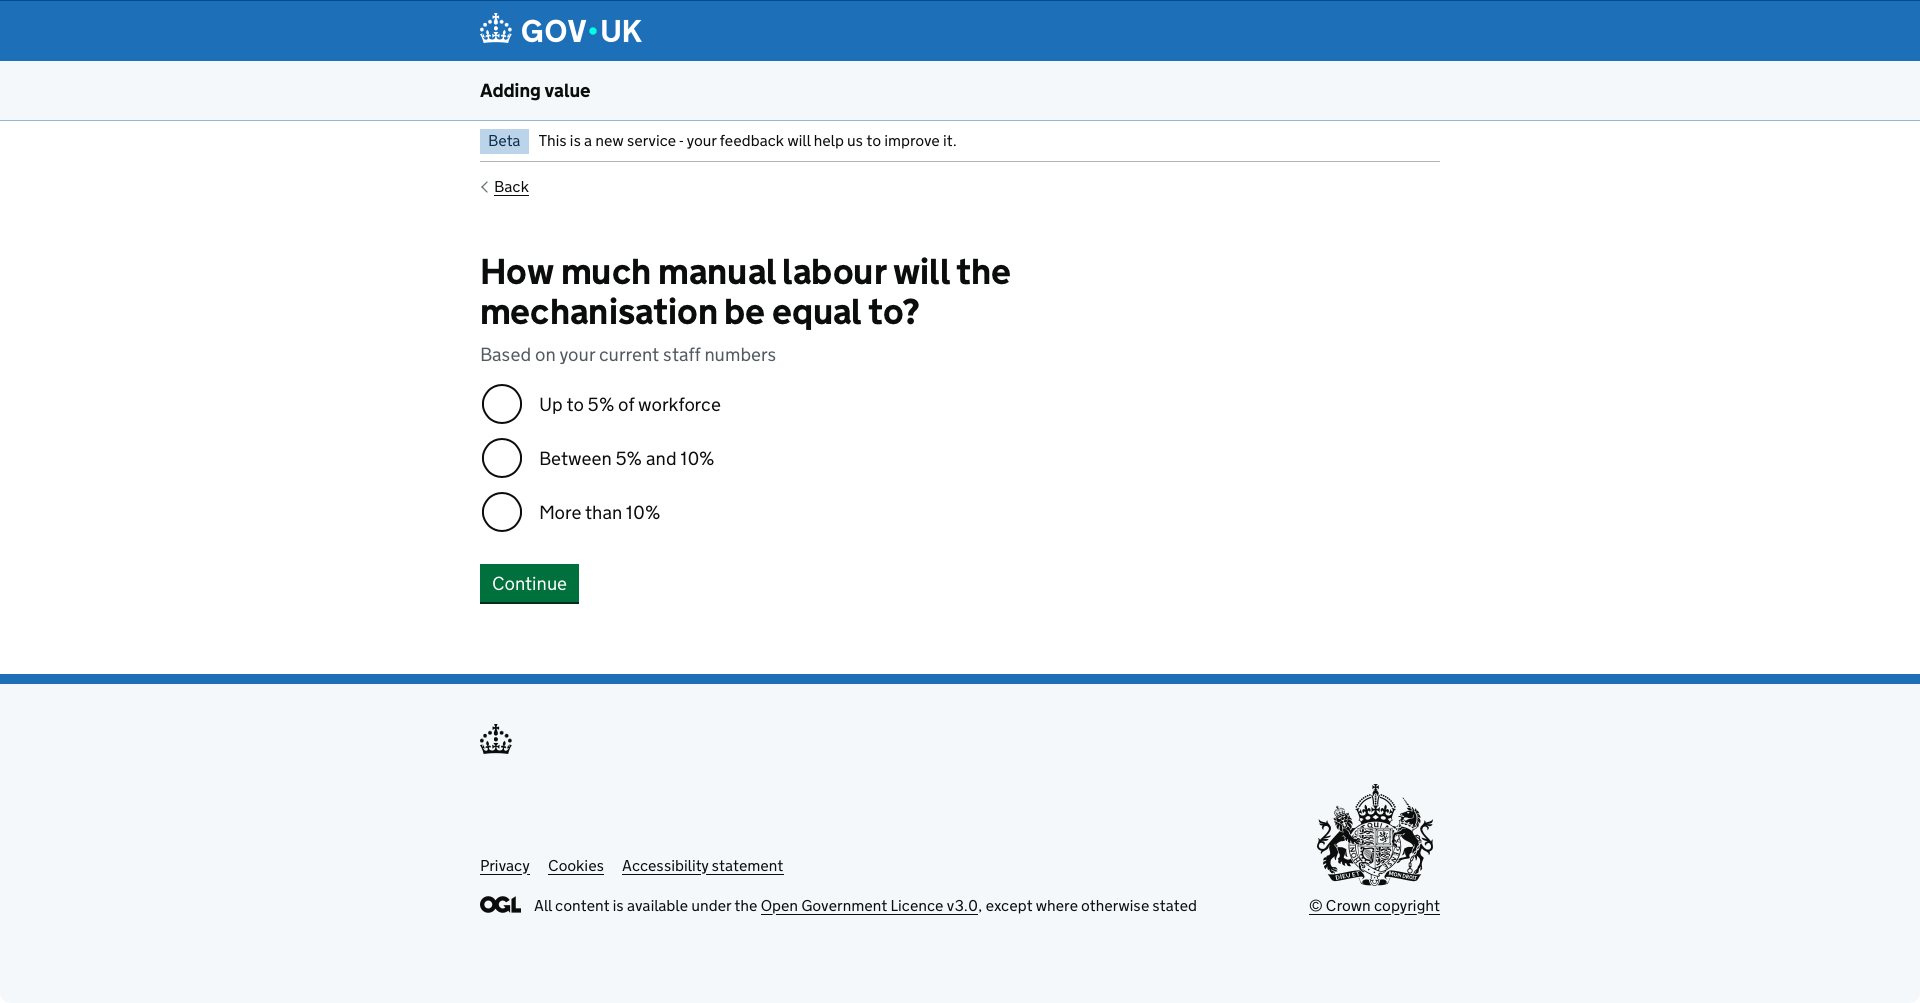 GOV•UK
Adding value
Beta This is a new service - your feedback will help us to improve it.
Back
How much manual labour will the
mechanisation be equal to?
Based on your current staff numbers
Up to 5% of workforce
Between 5% and 10%
More than 10%
Continue
Privacy Cookies Accessibility statement
OGL All content is available under the Open Government Licence v3.0, except where otherwise stated
DIEU ET MON DROIT
© Crown copyright